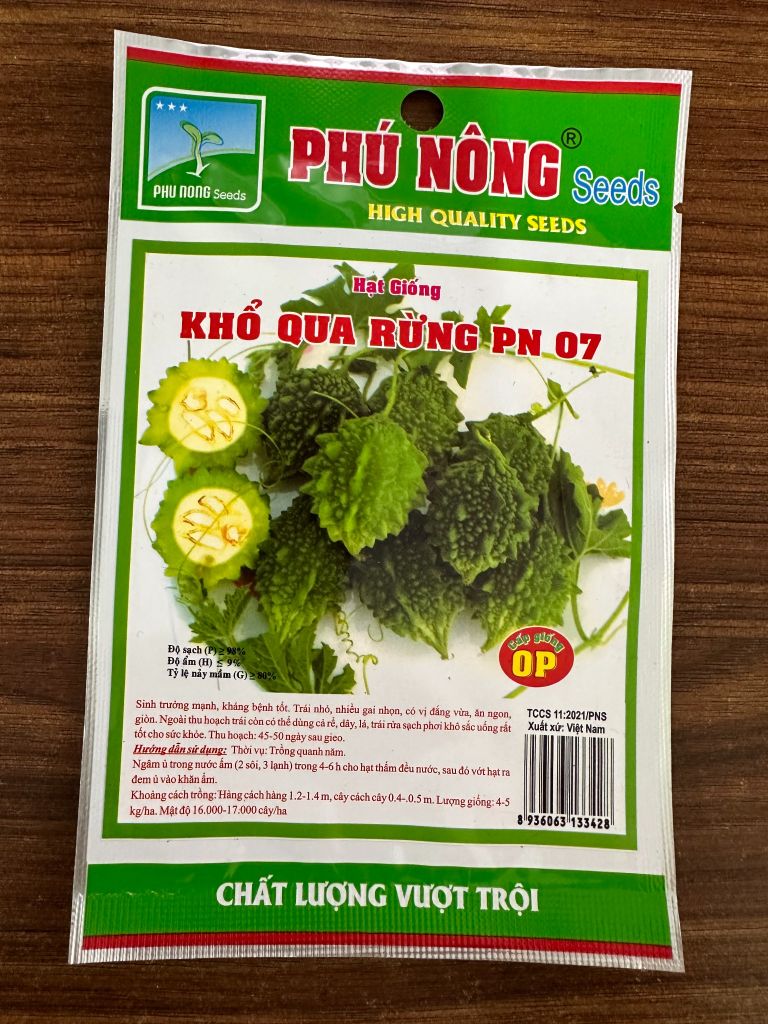 PHU NONG Seeds
PHÚ NÔNG® Seeds
HIGH QUALITY SEEDS
Hạt Giống
KHỔ QUA RỪNG PN 07
Độ sạch (P) ≥ 98%
Độ ẩm (H) ≤ 9%
Tỷ lệ nảy mầm (G) ≥ 80%
Cấp giống
OP
Sinh trưởng mạnh, kháng bệnh tốt. Trái nhỏ, nhiều gai nhọn, có vị đắng vừa, ăn ngon,
giòn. Ngoài thu hoạch trái còn có thể dùng cả rể, dây, lá, trái rửa sạch phơi khô sắc uống rất
tốt cho sức khỏe. Thu hoạch: 45-50 ngày sau gieo.
Hướng dẫn sử dụng: Thời vụ: Trồng quanh năm.
Ngâm ủ trong nước ấm (2 sôi, 3 lạnh) trong 4-6 h cho hạt thấm đều nước, sau đó vớt hạt ra
đem ủ vào khăn ẩm.
Khoảng cách trồng: Hàng cách hàng 1.2-1.4 m, cây cách cây 0.4-.0.5 m. Lượng giống: 4-5
kg/ha. Mật độ 16.000-17.000 cây/ha
TCCS 11:2021/PNS
Xuất xứ: Việt Nam
8 936063 133428
CHẤT LƯỢNG VƯỢT TRỘI